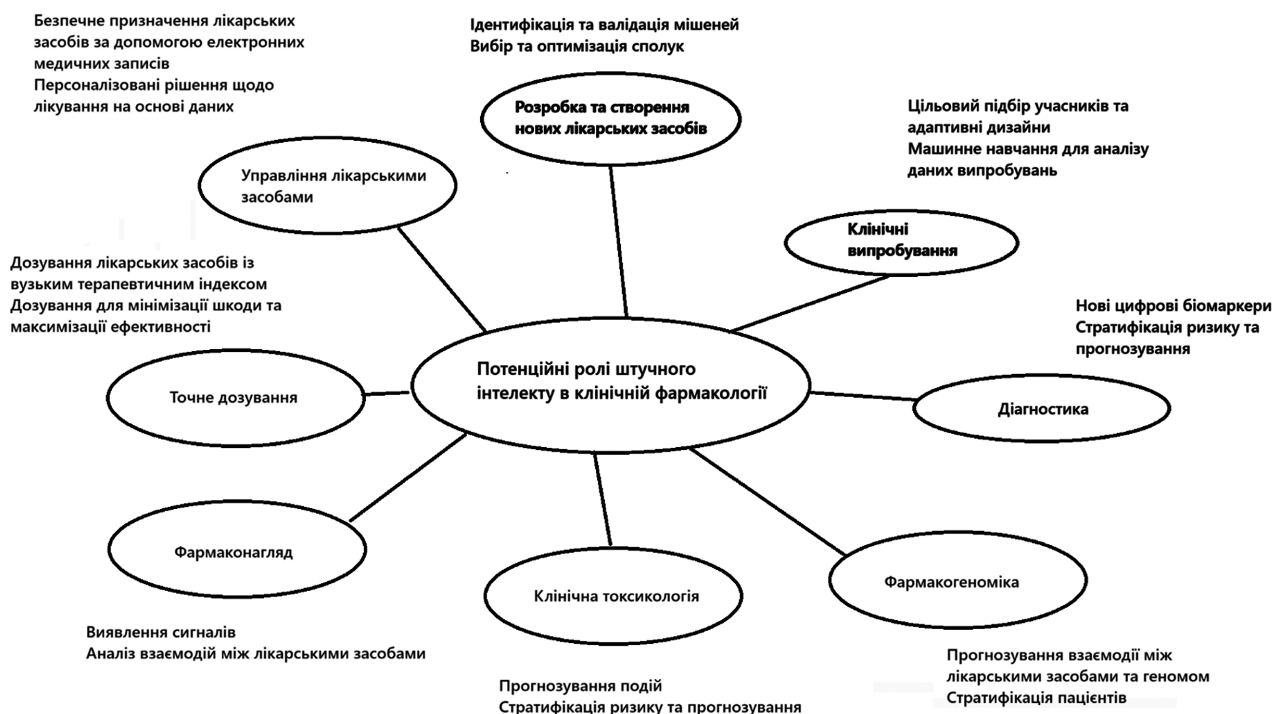 Безпечне призначення лікарських
засобів за допомогою електронних
медичних записів
Персоналізовані рішення щодо
лікування на основі даних
Ідентифікація та валідація мішеней
Вибір та оптимізація сполук
Розробка та створення
нових лікарських засобів
Цільовий підбір учасників та
адаптивні дизайни
Машинне навчання для аналізу
даних випробувань
Управління лікарськими
засобами
Клінічні
випробування
Дозування лікарських засобів із
вузьким терапевтичним індексом
Дозування для мінімізації шкоди та
максимізації ефективності
Нові цифрові біомаркери
Стратифікація ризику та
прогнозування
Потенційні ролі штучного
інтелекту в клінічній фармакології
Точне дозування
Діагностика
Фармаконагляд
Клінічна токсикологія
Фармакогеноміка
Виявлення сигналів
Аналіз взаємодій між лікарськими засобами
Прогнозування подій
Стратифікація ризику та прогнозування
Прогнозування взаємодії між
лікарськими засобами та геномом
Стратифікація пацієнтів